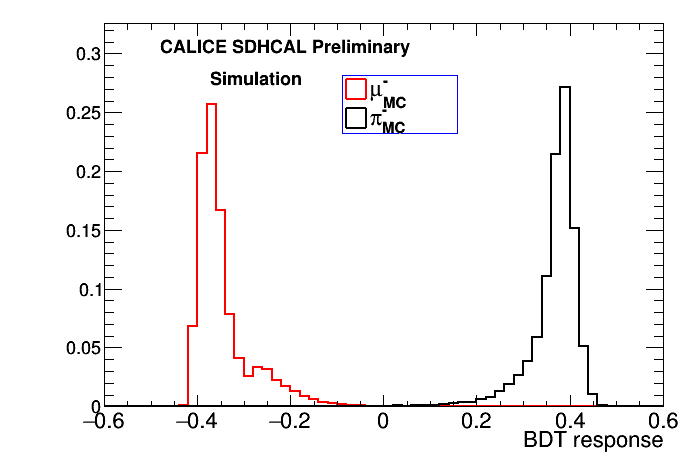 CALICE SDHCAL Preliminary
Simulation
μ⁻MC
π⁻MC
0.3
0.25
0.2
0.15
0.1
0.05
0
−0.6 −0.4 −0.2 0 0.2 0.4 0.6
BDT response